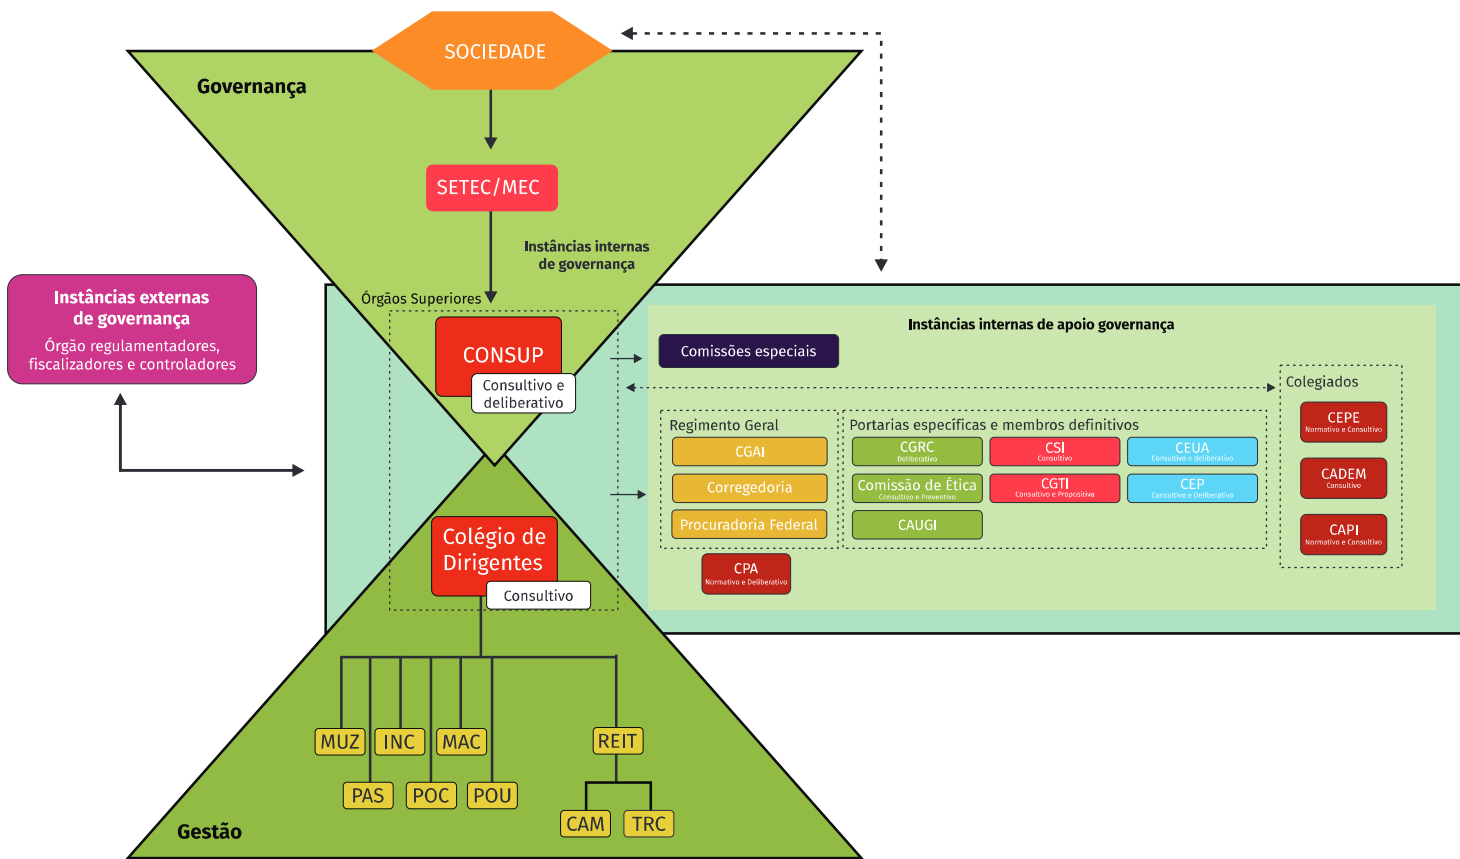 SOCIEDADE
Governança
SETEC/MEC
Instâncias internas
de governança
Instâncias externas
de governança
Órgão regulamentadores,
fiscalizadores e controladores
Órgãos Superiores
CONSUP
Consultivo e
deliberativo
Instâncias internas de apoio governança
Comissões especiais
Colegiados
CEPE
Normativo e Consultivo
CADEM
Consultivo
CAPI
Normativo e Consultivo
Regimento Geral
CGAI
Corregedoria
Procuradoria Federal
Portarias específicas e membros definitivos
CGRC
Deliberativo
CSI
Consultivo
CEUA
Consultivo e deliberativo
Comissão de Ética
Consultivo e Preventivo
CGTI
Consultivo e Propositiva
CEP
Consultivo e Deliberativo
CAUGI
CPA
Normativo e Deliberativo
Colégio de
Dirigentes
Consultivo
MUZ
INC
MAC
REIT
PAS
POC
POU
CAM
TRC
Gestão